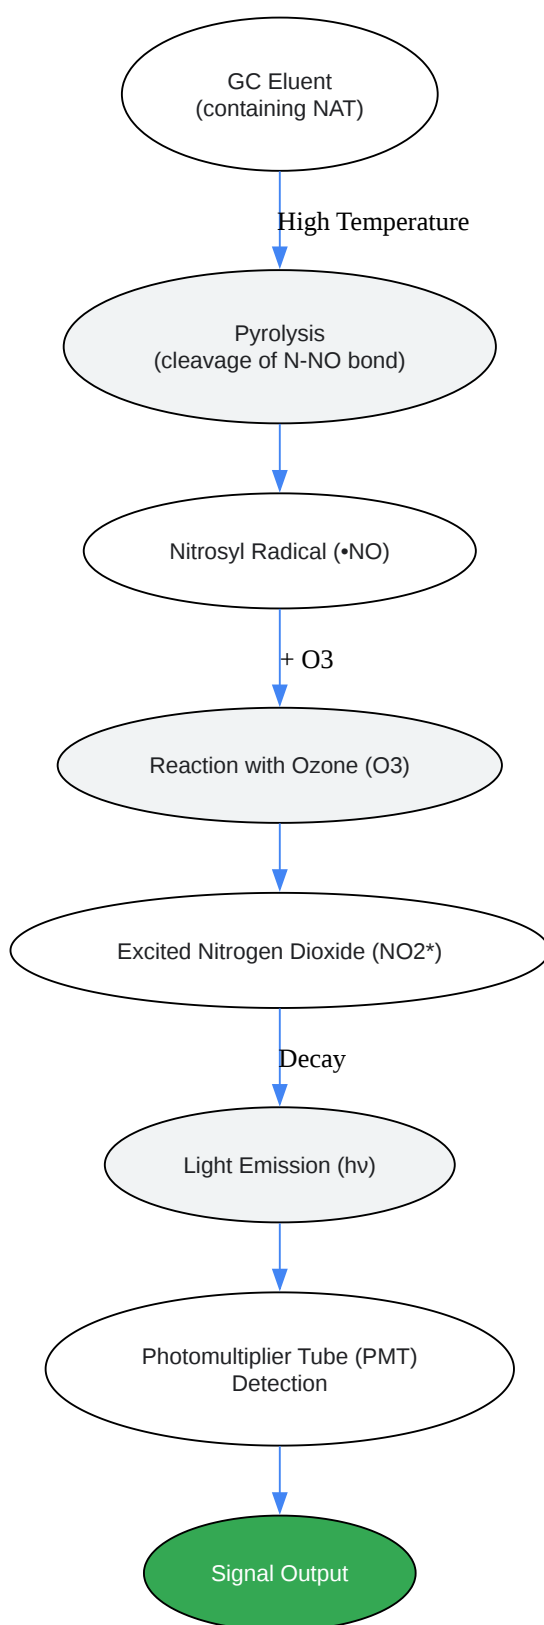 GC Eluent
(containing NAT)
High Temperature
Pyrolysis
(cleavage of N-NO bond)
Nitrosyl Radical (•NO)
+ O3
Reaction with Ozone (O3)
Excited Nitrogen Dioxide (NO2*)
Decay
Light Emission (hν)
Photomultiplier Tube (PMT)
Detection
Signal Output